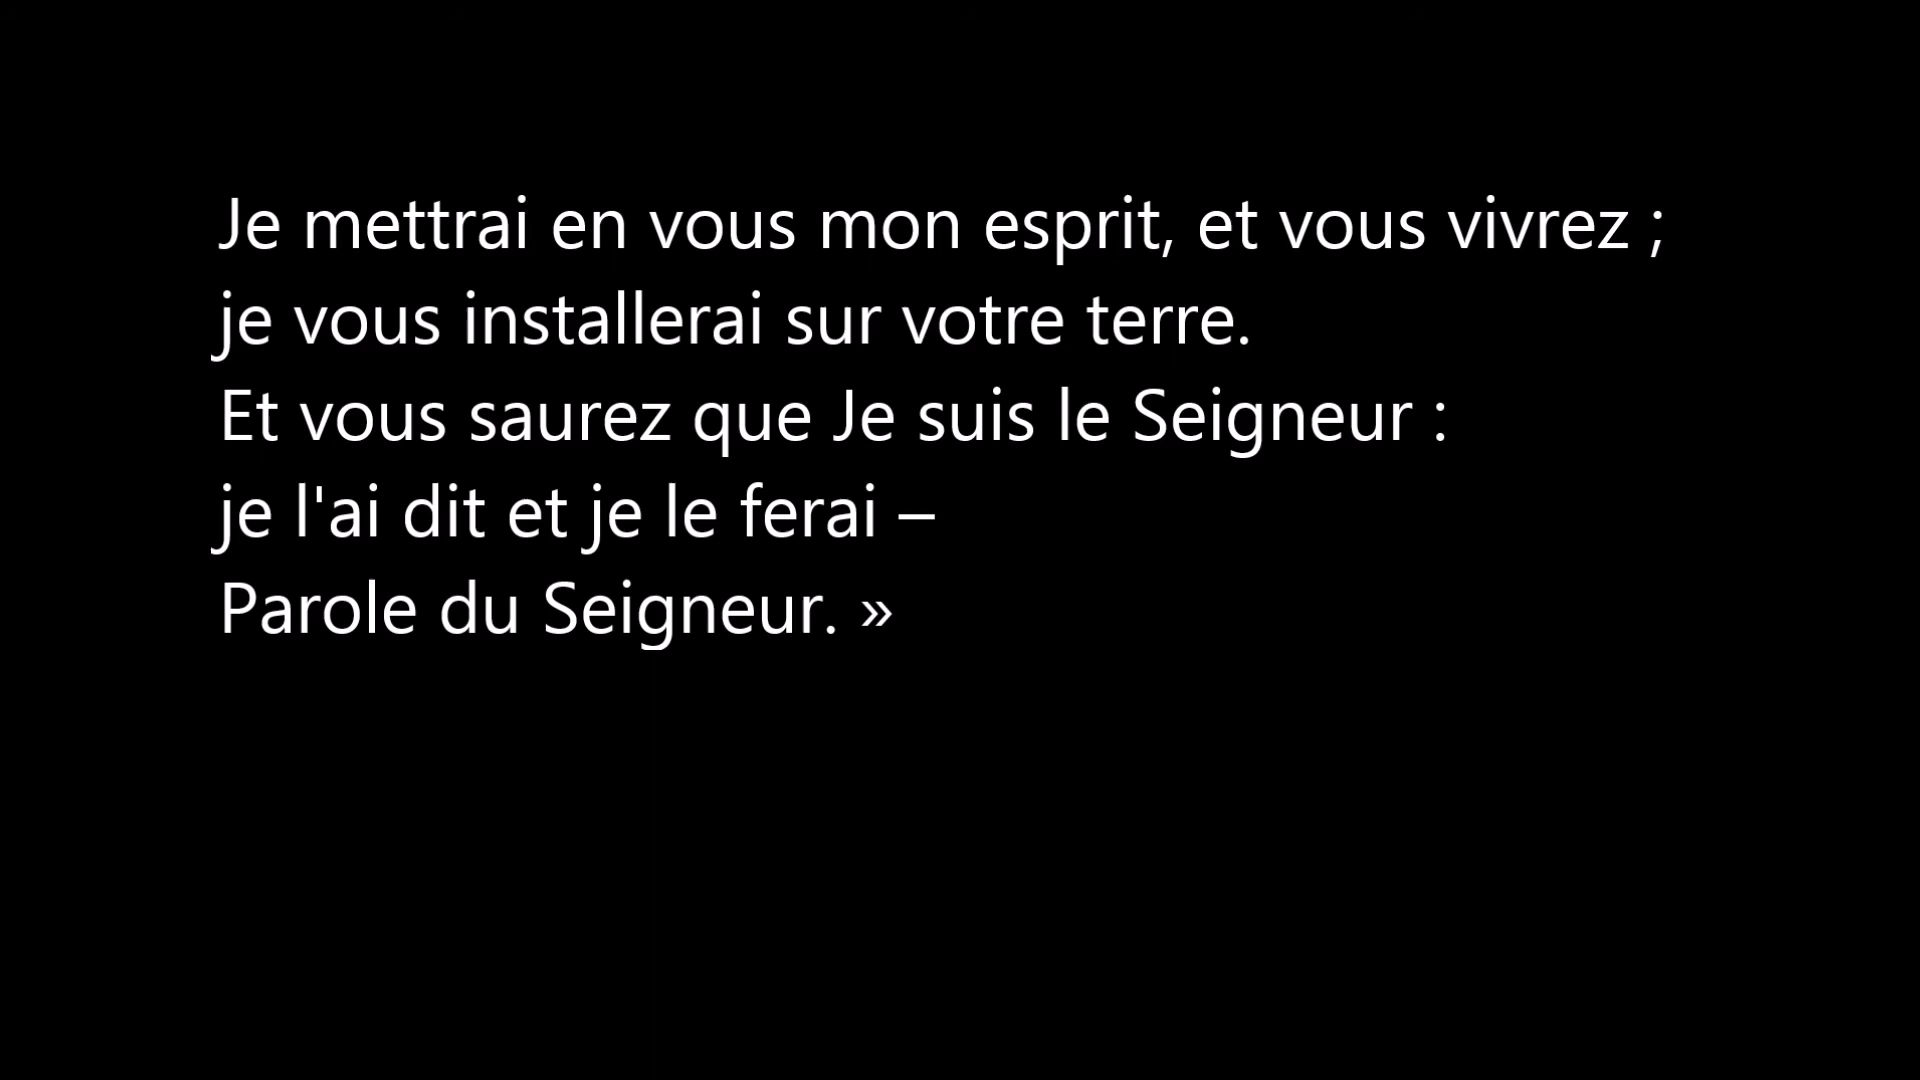 Je mettrai en vous mon esprit, et vous vivrez ;
je vous installerai sur votre terre.
Et vous saurez que Je suis le Seigneur :
je l'ai dit et je le ferai –
Parole du Seigneur. »